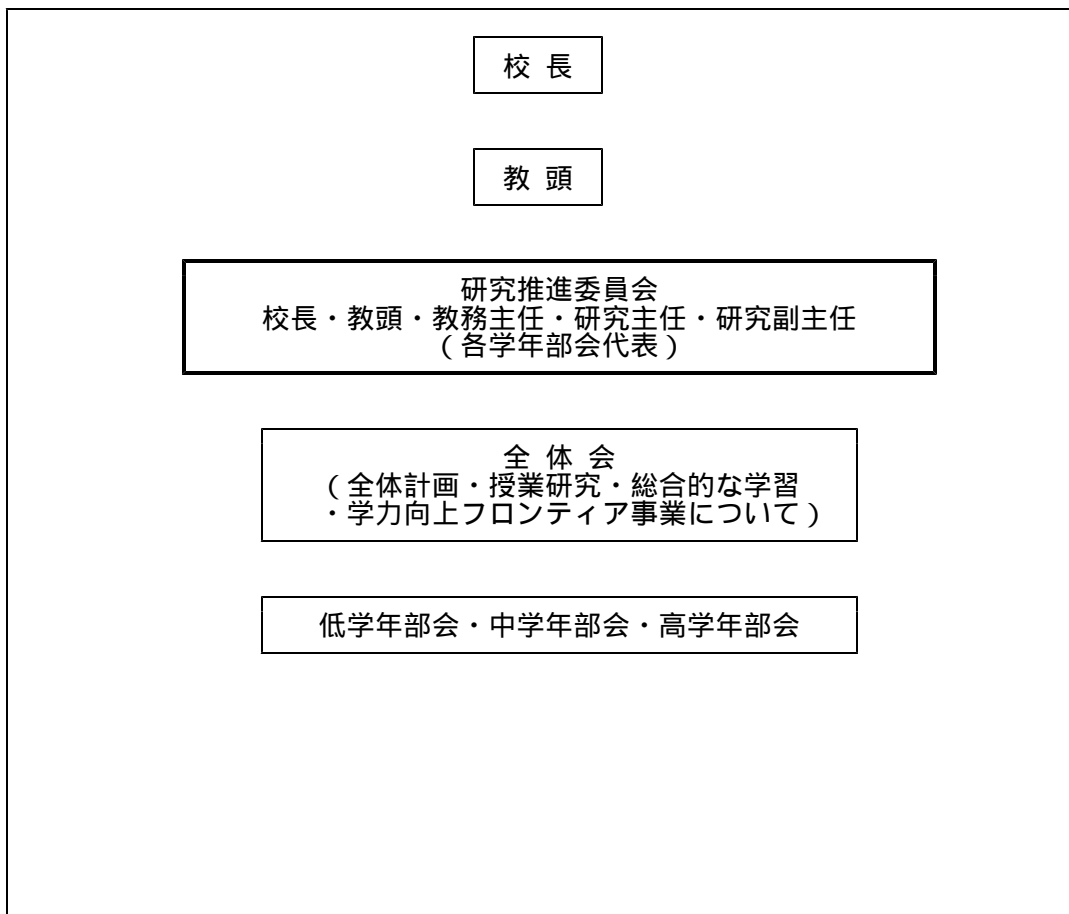 校 長
教 頭
研究推進委員会
校長・教頭・教務主任・研究主任・研究副主任
（各学年部会代表）
全 体 会
（全体計画・授業研究・総合的な学習
・学力向上フロンティア事業について）
低学年部会・中学年部会・高学年部会